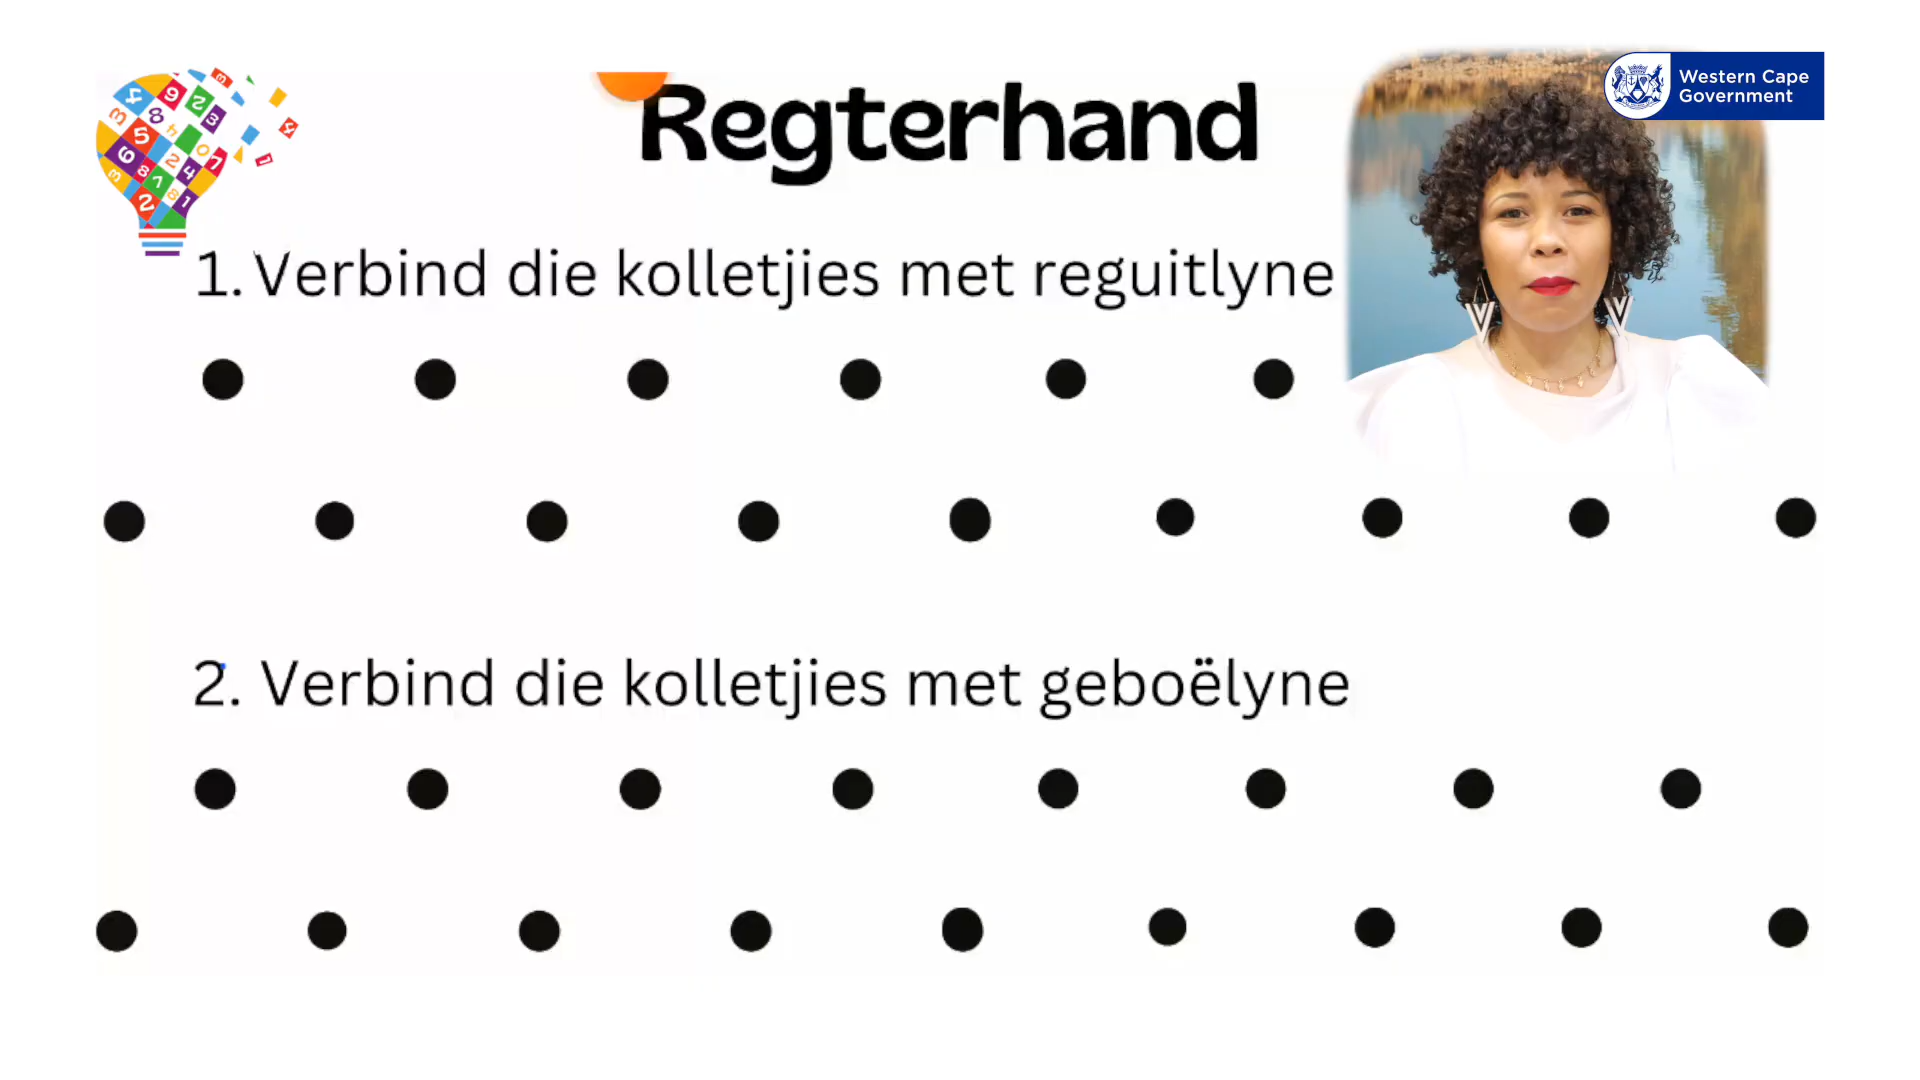 Regterhand
Western Cape
Government
1. Verbind die kolletjies met reguitlyne
2. Verbind die kolletjies met geboëlyne